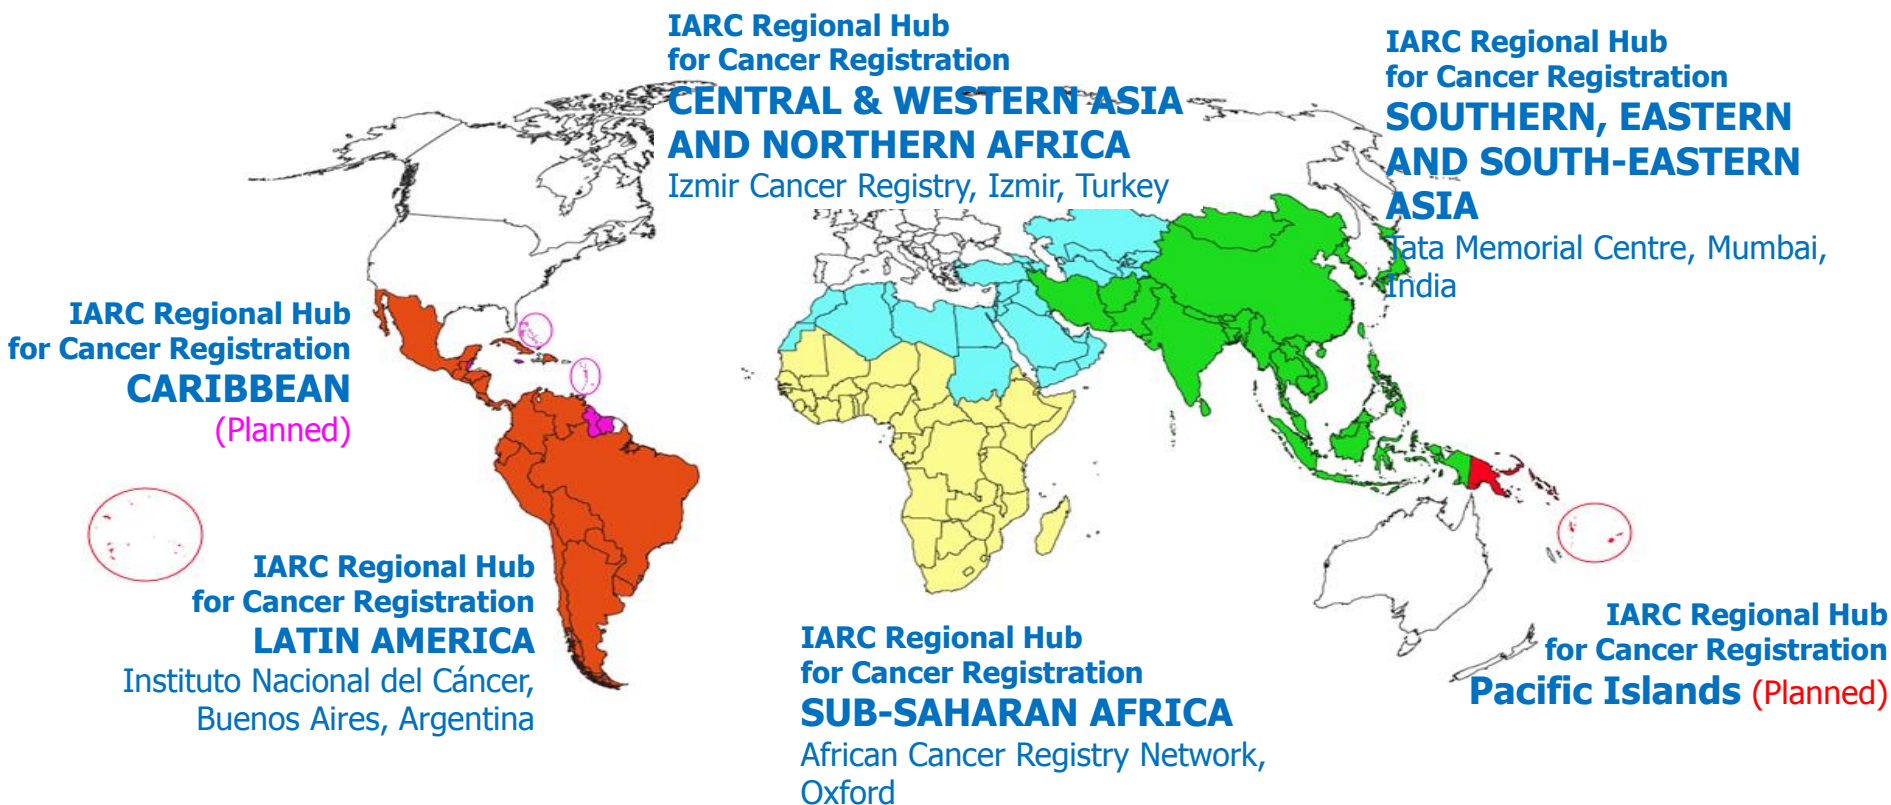 IARC Regional Hub
for Cancer Registration
CENTRAL & WESTERN ASIA
AND NORTHERN AFRICA
Izmir Cancer Registry, Izmir, Turkey
IARC Regional Hub
for Cancer Registration
SOUTHERN, EASTERN
AND SOUTH-EASTERN
ASIA
Tata Memorial Centre, Mumbai,
India
IARC Regional Hub
for Cancer Registration
CARIBBEAN
(Planned)
IARC Regional Hub
for Cancer Registration
LATIN AMERICA
Instituto Nacional del Cáncer,
Buenos Aires, Argentina
IARC Regional Hub
for Cancer Registration
SUB-SAHARAN AFRICA
African Cancer Registry Network,
Oxford
IARC Regional Hub
for Cancer Registration
Pacific Islands (Planned)